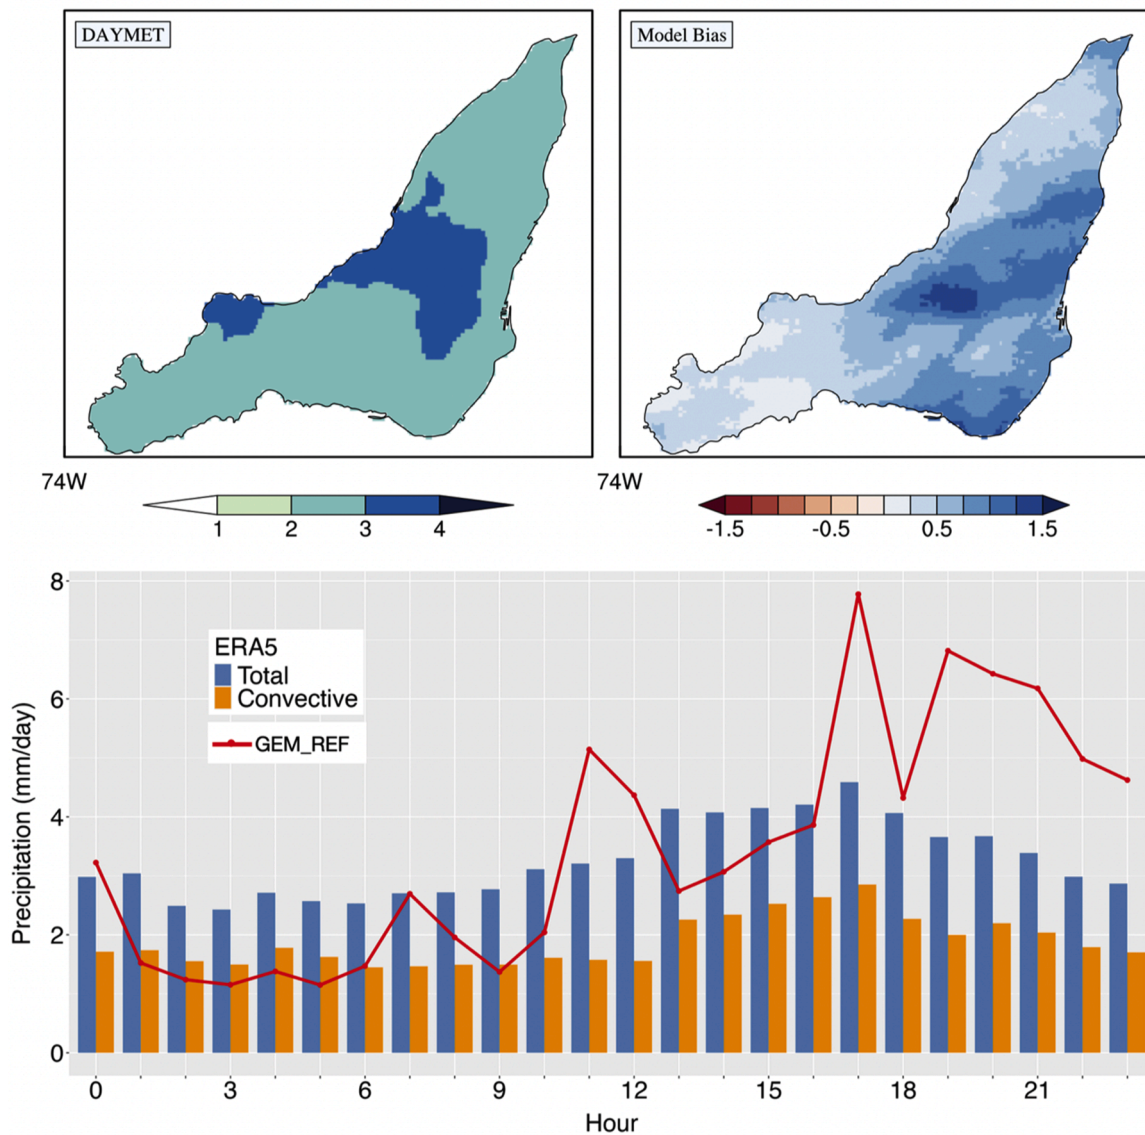 DAYMET
Model Bias
74W
74W
1 2 3 4
-1.5 -0.5 0.5 1.5
8
ERA5
Total
Convective
GEM_REF
6
4
2
0
Precipitation (mm/day)
0 3 6 9 12 15 18 21
Hour